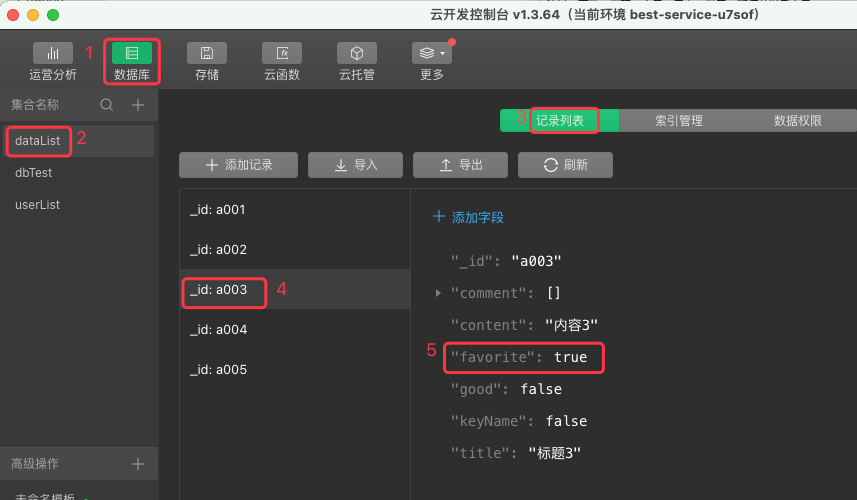 云开发控制台 v1.3.64（当前环境 best-service-u7sof）
1
运营分析 数据库 存储 云函数 云托管 更多
集合名称
dataList 2
dbTest
userList
3 记录列表 索引管理 数据权限
添加记录 导入 导出 刷新
_id: a001
_id: a002
_id: a003 4
_id: a004
_id: a005
添加字段
"_id": "a003"
"comment": []
"content": "内容3"
5 "favorite": true
"good": false
"keyName": false
"title": "标题3"
高级操作